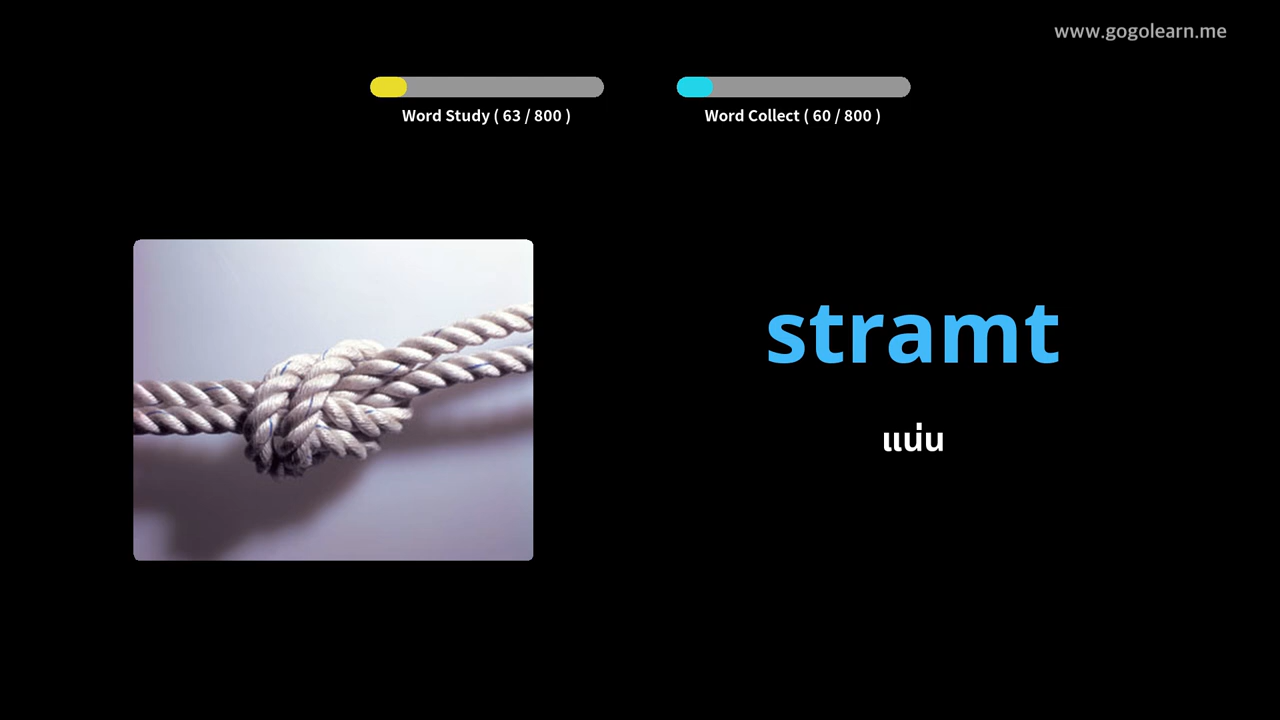 www.gogolearn.me
Word Study ( 63 / 800 )
Word Collect ( 60 / 800 )
stramt
แน่น